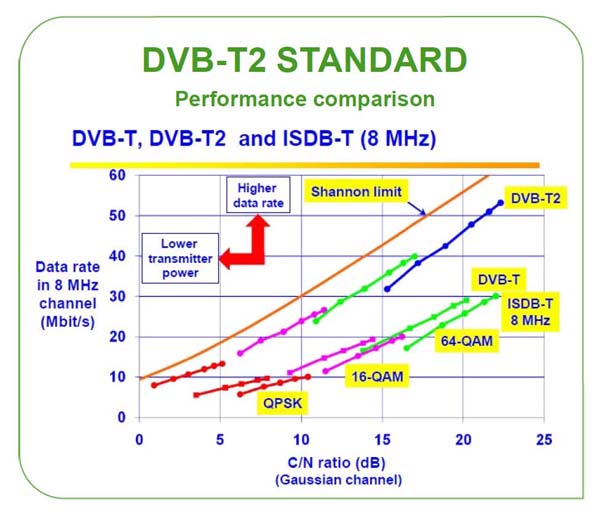 DVB-T2 STANDARD
Performance comparison
DVB-T, DVB-T2 and ISDB-T (8 MHz)
60
50
40
30
20
10
0
Data rate
in 8 MHz
channel
(Mbit/s)
Higher
data rate
Lower
transmitter
power
Shannon limit
DVB-T2
DVB-T
ISDB-T
8 MHz
64-QAM
16-QAM
QPSK
0
5
10
15
20
25
C/N ratio (dB)
(Gaussian channel)